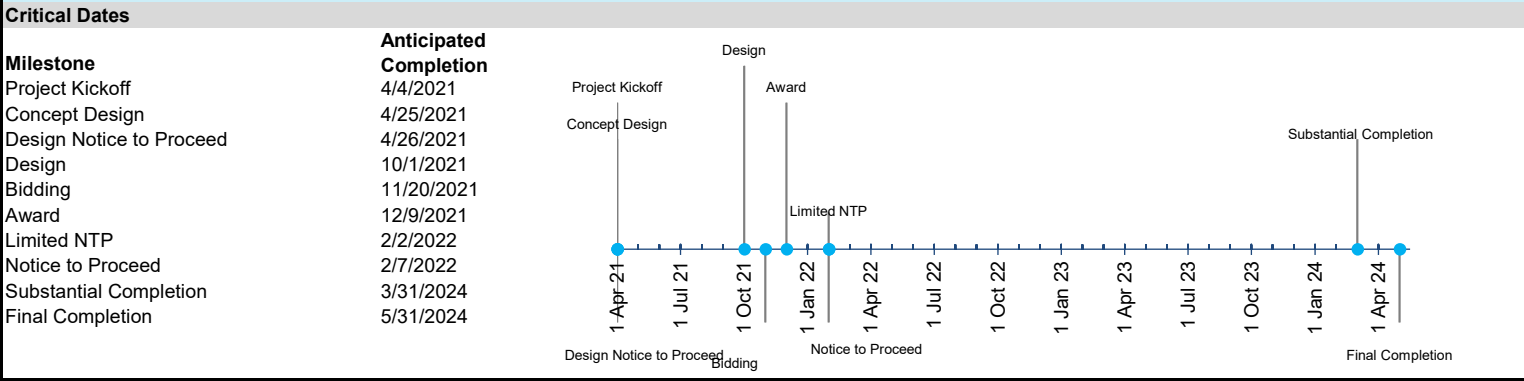 Critical Dates
Milestone Anticipated Completion
Project Kickoff 4/4/2021
Concept Design 4/25/2021
Design Notice to Proceed 4/26/2021
Design 10/1/2021
Bidding 11/20/2021
Award 12/9/2021
Limited NTP 2/2/2022
Notice to Proceed 2/7/2022
Substantial Completion 3/31/2024
Final Completion 5/31/2024
Design
Project Kickoff Award
Concept Design
Substantial Completion
Limited NTP
1 Apr 21 1 Jul 21 1 Oct 21 1 Jan 22 1 Apr 22 1 Jul 22 1 Oct 22 1 Jan 23 1 Apr 23 1 Jul 23 1 Oct 23 1 Jan 24 1 Apr 24
Notice to Proceed
Design Notice to Proceed Final Completion
Bidding